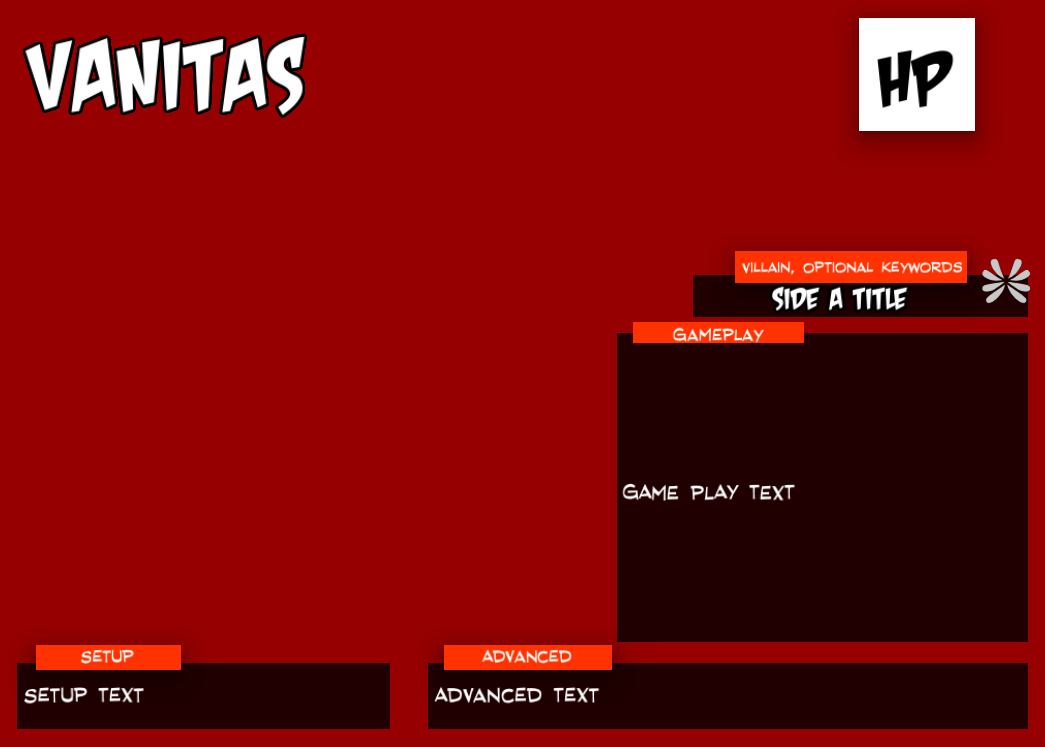 VANITAS
HP
VILLAIN, OPTIONAL KEYWORDS
SIDE A TITLE
GAMEPLAY
GAME PLAY TEXT
SETUP
SETUP TEXT
ADVANCED
ADVANCED TEXT